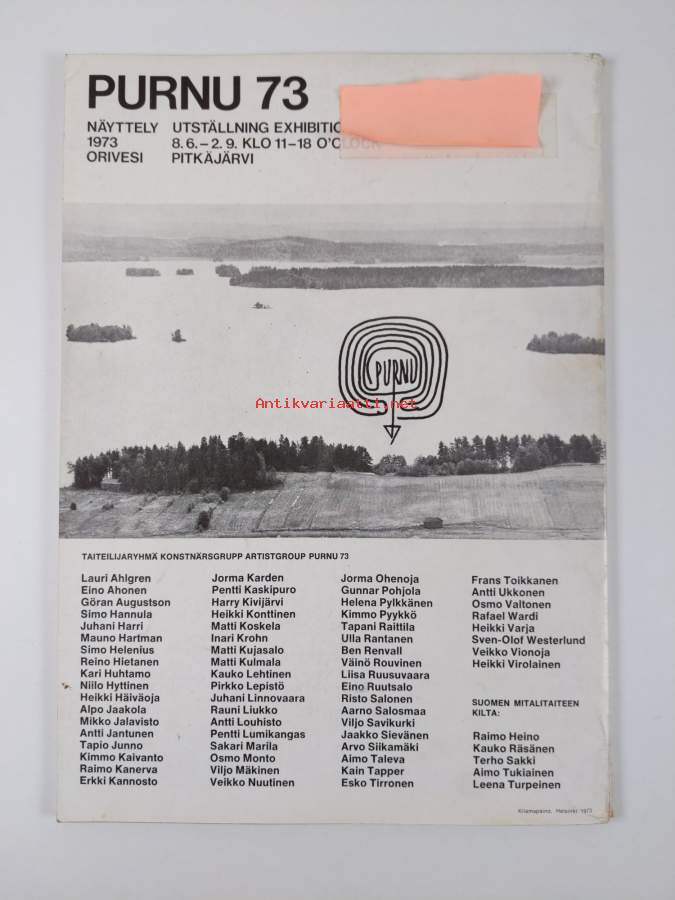 PURNU 73
NÄYTTELY UTSTÄLLNING EXHIBITIO
1973 8.6.–2.9. KLO 11–18 O'CLOCK
ORIVESI PITKÄJÄRVI
PURNU
Antikvariaatti.net
TAITEILIJARYHMÄ KONSTNÄRSGRUPP ARTISTGROUP PURNU 73
Lauri Ahlgren
Eino Ahonen
Göran Augustson
Simo Hannula
Juhani Harri
Mauno Hartman
Simo Helenius
Reino Hietanen
Kari Huhtamo
Niilo Hyttinen
Heikki Häiväoja
Alpo Jaakola
Mikko Jalavisto
Antti Jantunen
Tapio Junno
Kimmo Kaivanto
Raimo Kanerva
Erkki Kannosto
Jorma Karden
Pentti Kaskipuro
Harry Kivijärvi
Heikki Konttinen
Matti Koskela
Inari Krohn
Matti Kujasalo
Matti Kulmala
Kauko Lehtinen
Pirkko Lepistö
Juhani Linnovaara
Rauni Liukko
Antti Louhisto
Pentti Lumikangas
Sakari Marila
Osmo Monto
Viljo Mäkinen
Veikko Nuutinen
Jorma Ohenoja
Gunnar Pohjola
Helena Pylkkänen
Kimmo Pyykkö
Tapani Raittila
Ulla Rantanen
Ben Renvall
Väinö Rouvinen
Liisa Ruusuvaara
Eino Ruutsalo
Risto Salonen
Aarno Salosmaa
Viljo Savikurki
Jaakko Sievänen
Arvo Siikamäki
Aimo Taleva
Kain Tapper
Esko Tirronen
Frans Toikkanen
Antti Ukkonen
Osmo Valtonen
Rafael Wardi
Heikki Varja
Sven-Olof Westerlund
Veikko Vionoja
Heikki Virolainen
SUOMEN MITALITAITEEN
KILTA:
Raimo Heino
Kauko Räsänen
Terho Sakki
Aimo Tukiainen
Leena Turpeinen
Kiiamapaino, Helsinki 1973